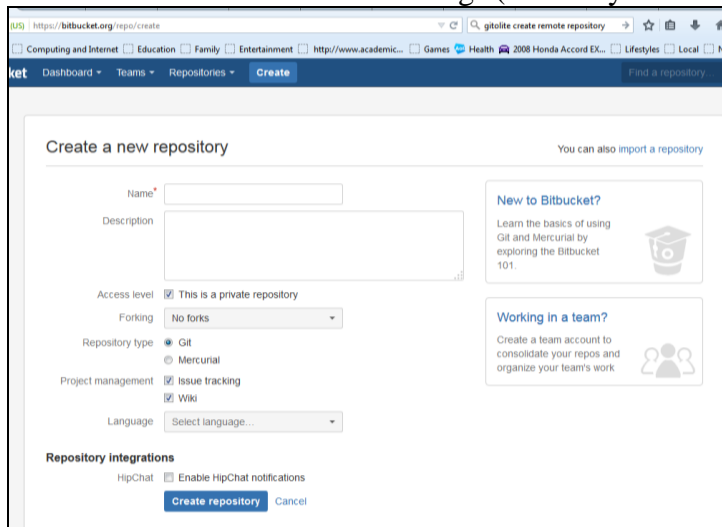 (US) https://bitbucket.org/repo/create gitolite create remote repository
Computing and Internet Education Family Entertainment http://www.academic... Games Health 2008 Honda Accord EX... Lifestyles Local
ket Dashboard Teams Repositories Create Find a repository...
Create a new repository You can also import a repository
Name*
New to Bitbucket?
Description Learn the basics of using
Git and Mercurial by
exploring the Bitbucket
101.
Access level This is a private repository
Forking No forks
Working in a team?
Repository type Git
Create a team account to
Mercurial
consolidate your repos and
organize your team's work
Project management Issue tracking
Wiki
Language Select language...
Repository integrations
HipChat Enable HipChat notifications
Create repository Cancel